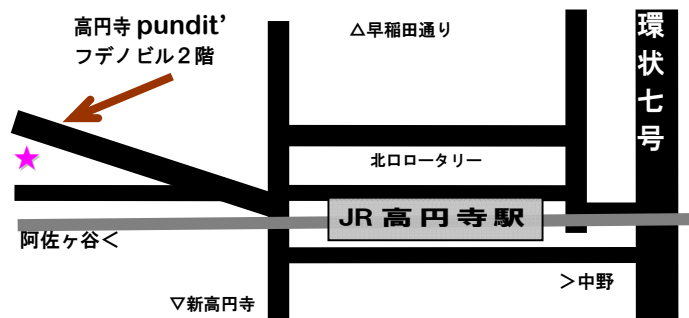 高円寺 pundit’
フデノビル２階
△早稲田通り
環状七号
北口ロータリー
JR 高円寺駅
阿佐ヶ谷＜
＞中野
▽新高円寺